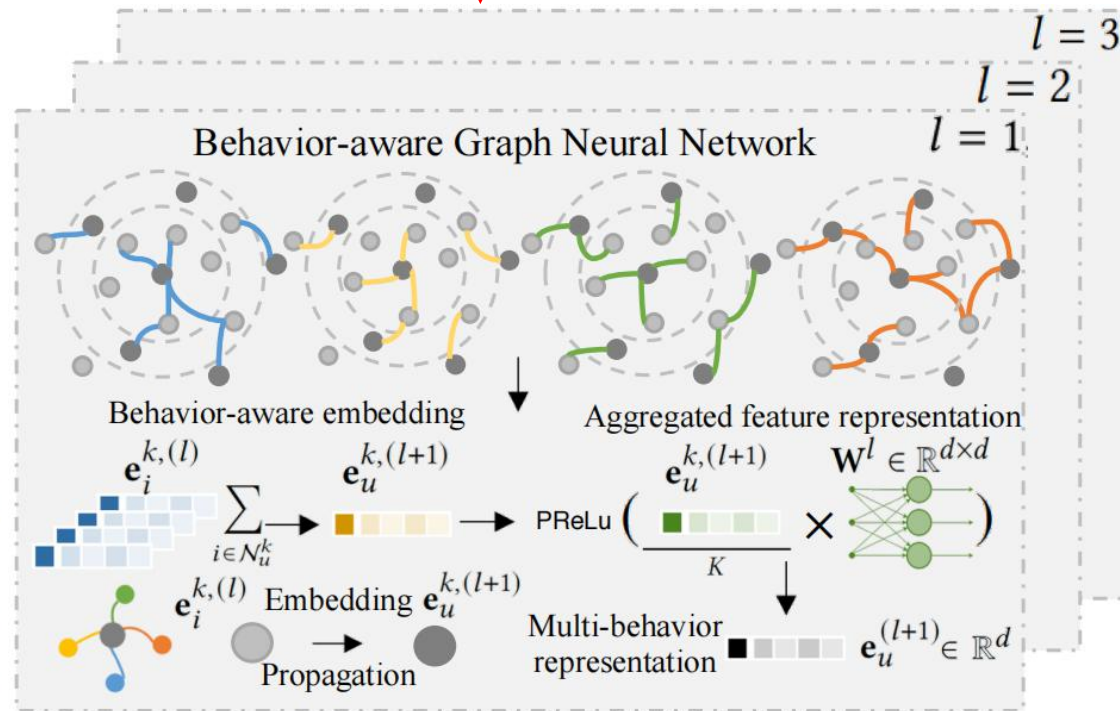 l = 3
l = 2
l = 1
Behavior-aware Graph Neural Network
Behavior-aware embedding
Aggregated feature representation
e_i^{k,(l)}
e_u^{k,(l+1)}
e_u^{k,(l+1)}
W^l ∈ ℝ^{d×d}
∑_{i∈N_u^k}
PReLu (
×
)
K
e_i^{k,(l)}
Embedding
e_u^{k,(l+1)}
Propagation
Multi-behavior
representation
e_u^{(l+1)} ∈ ℝ^d